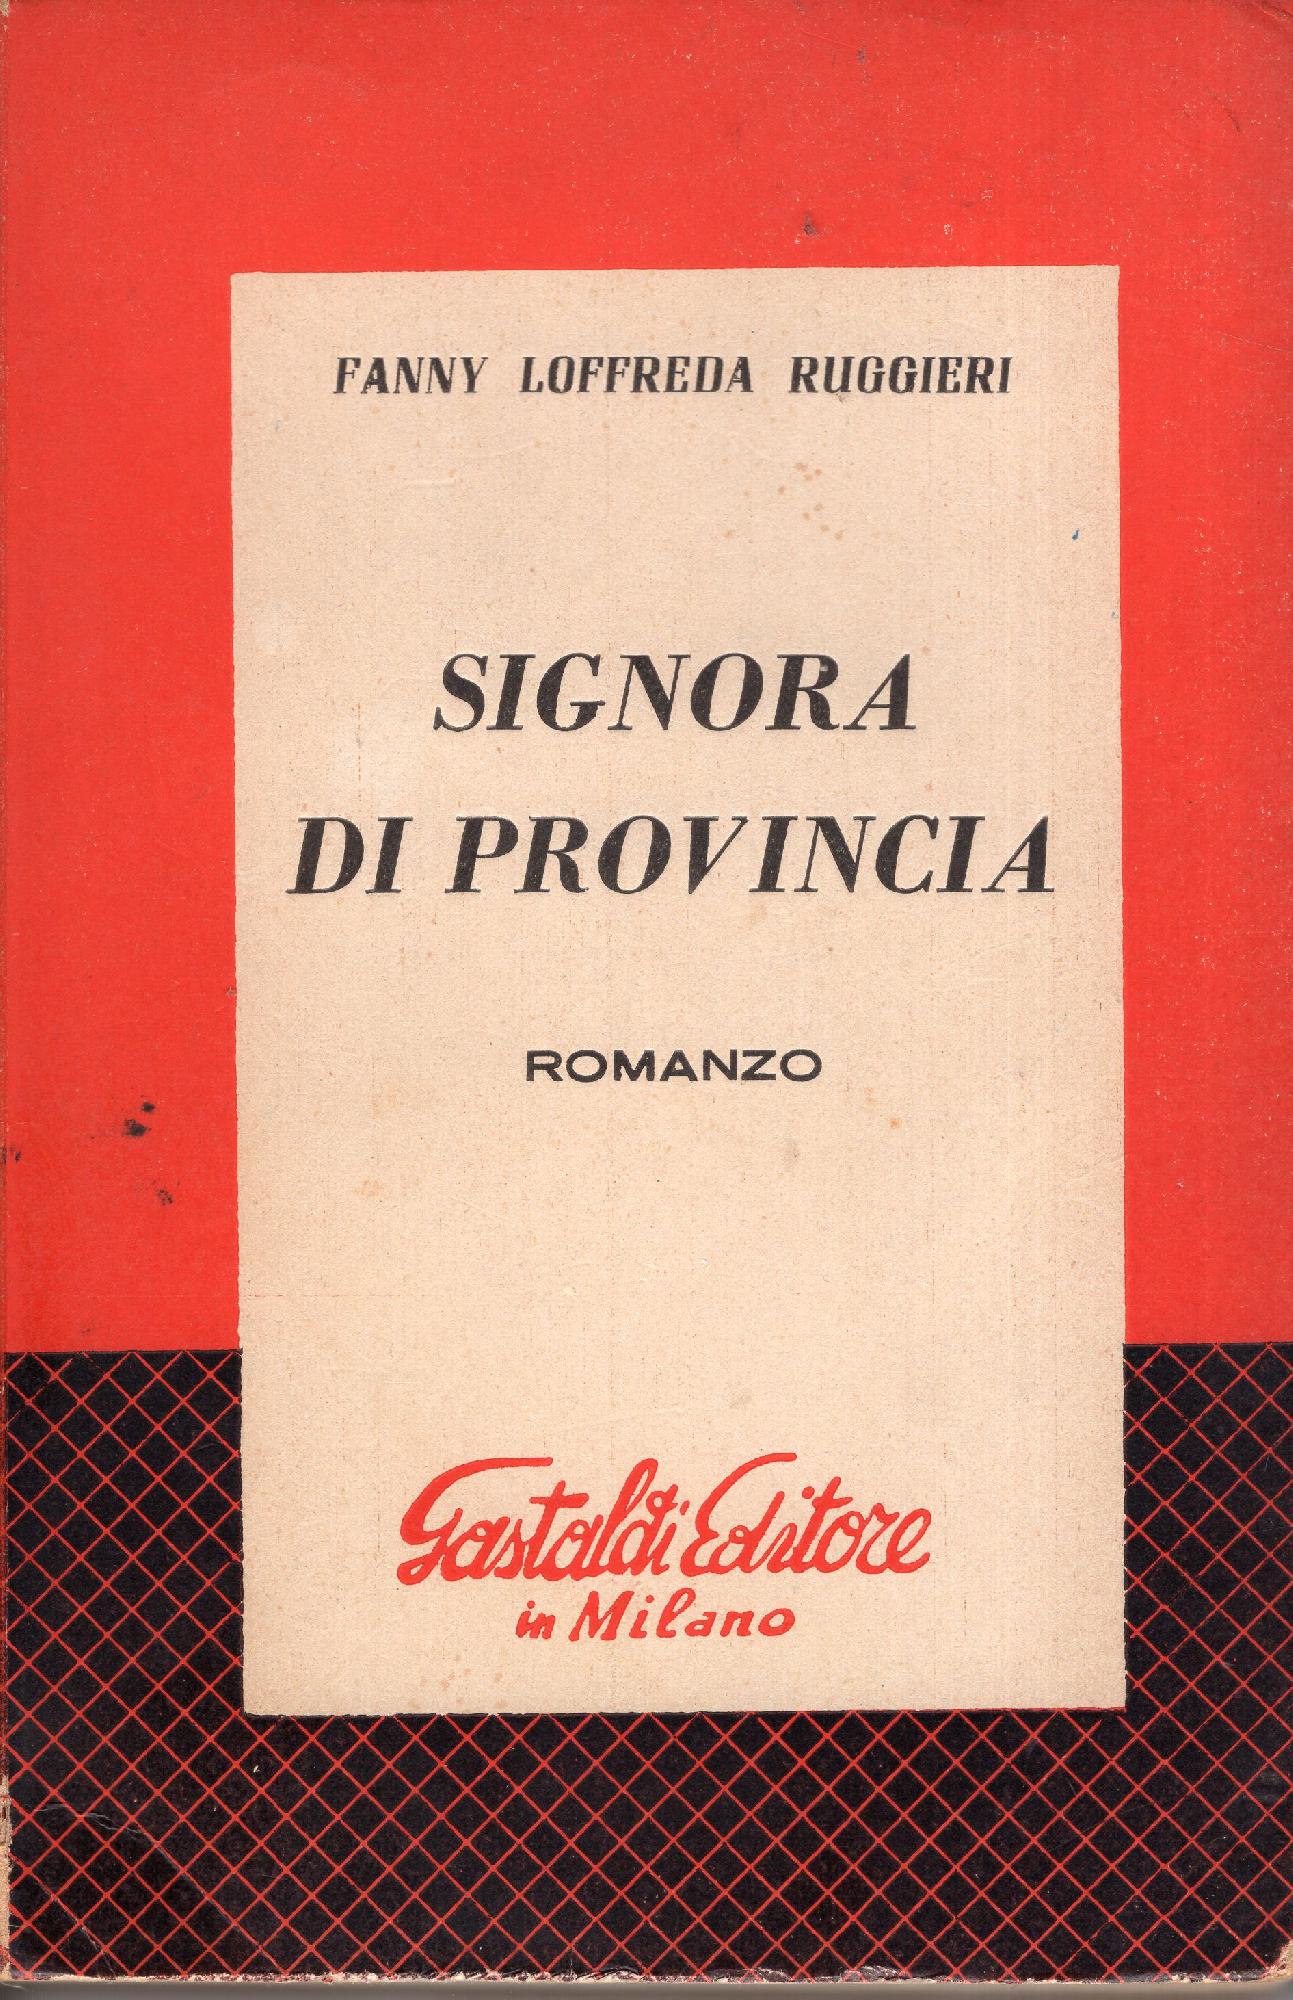 FANNY LOFFREDA RUGGIERI
SIGNORA
DI PROVINCIA
ROMANZO
Gastaldi Editore
in Milano